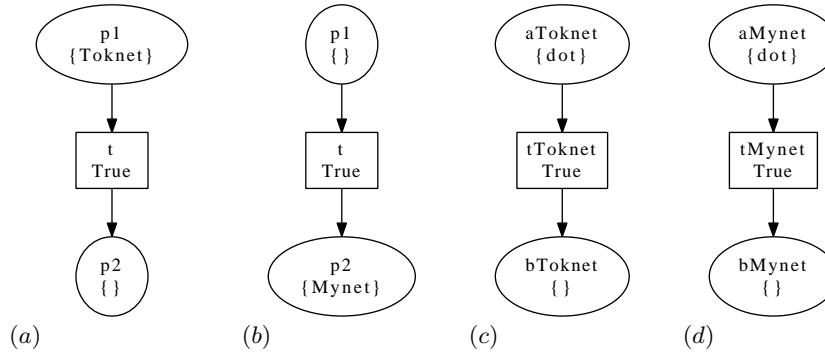 p1
{Toknet}
t
True
p2
{}
(a)
p1
{}
t
True
p2
{Mynet}
(b)
aToknet
{dot}
tToknet
True
bToknet
{}
(c)
aMynet
{dot}
tMynet
True
bMynet
{}
(d)